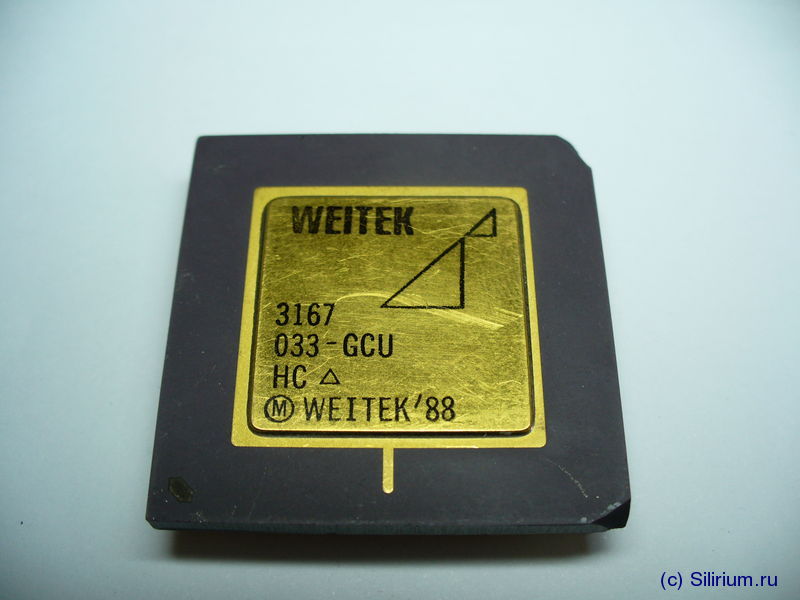 WEITEK
3167
033-GCU
HC △
Ⓜ WEITEK'88
(c) Silirium.ru